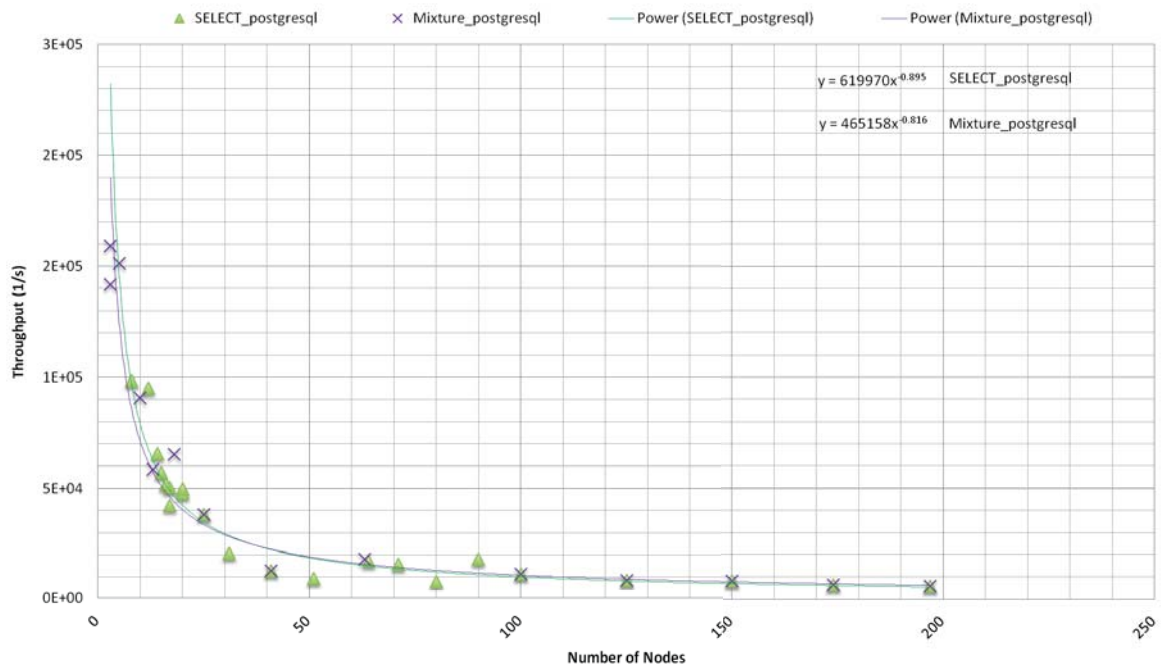 SELECT_postgresql Mixture_postgresql Power (SELECT_postgresql) Power (Mixture_postgresql)
3E+05
y = 619970x^-0.895 SELECT_postgresql
y = 465158x^-0.816 Mixture_postgresql
2E+05
2E+05
1E+05
5E+04
0E+00
Throughput (1/s)
0 50 100 150 200 250
Number of Nodes